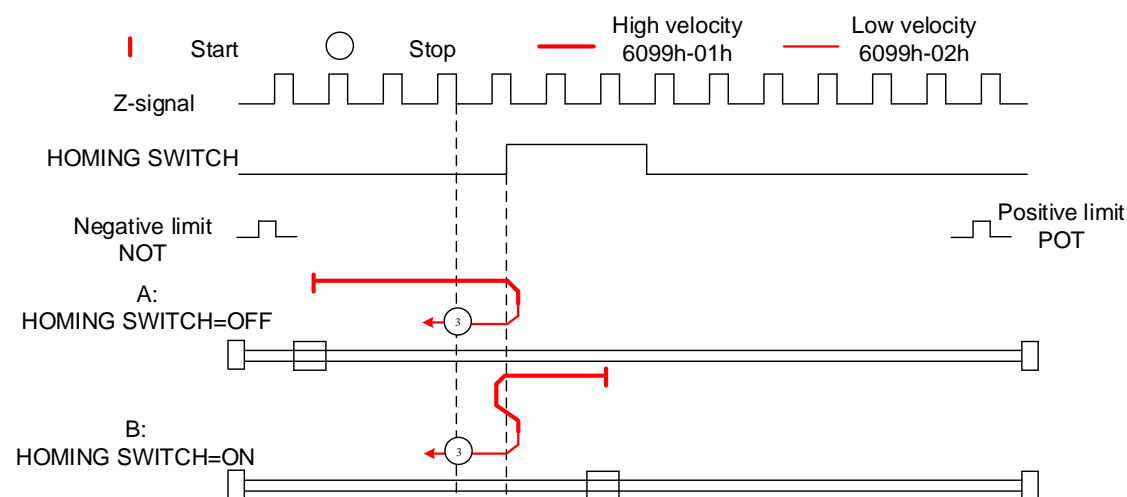 Start
Stop
High velocity
6099h-01h
Low velocity
6099h-02h
Z-signal
HOMING SWITCH
Negative limit
NOT
Positive limit
POT
A:
HOMING SWITCH=OFF
3
B:
HOMING SWITCH=ON
3